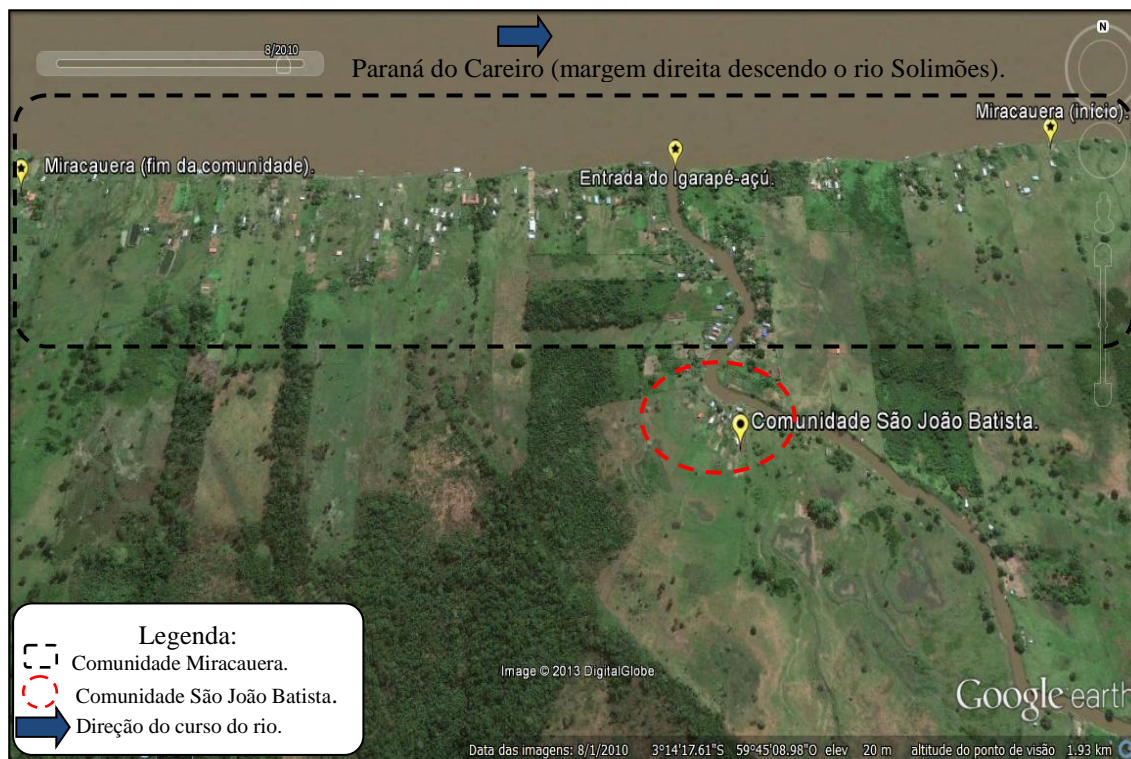 8/2010
N
Paraná do Careiro (margem direita descendo o rio Solimões).
Miracauera (início).
Miracauera (fim da comunidade).
Entrada do Igarapé-açú.
Comunidade São João Batista.
Legenda:
Comunidade Miracauera.
Comunidade São João Batista.
Direção do curso do rio.
Image © 2013 DigitalGlobe
Google earth
Data das imagens: 8/1/2010 3°14'17.61"S 59°45'08.98"O elev 20 m altitude do ponto de visão 1.93 km